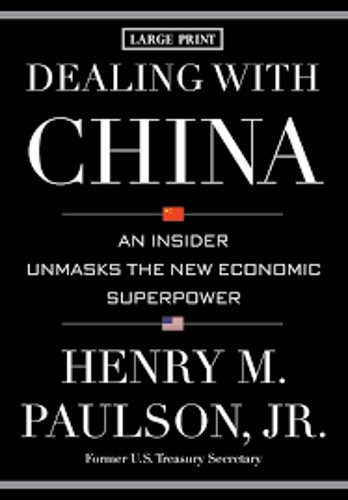 LARGE PRINT
DEALING WITH
CHINA
AN INSIDER
UNMASKS THE NEW ECONOMIC
SUPERPOWER
HENRY M.
PAULSON, JR.
Former U.S. Treasury Secretary